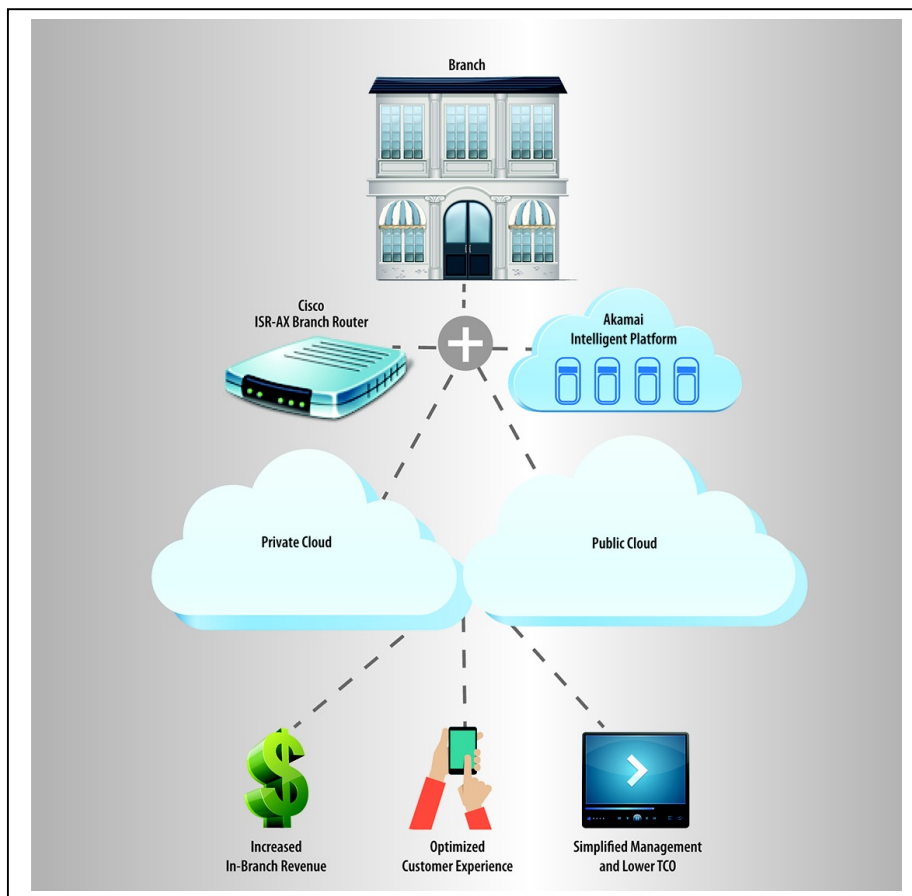 Branch
Cisco
ISR-AX Branch Router
Akamai
Intelligent Platform
Private Cloud
Public Cloud
Increased
In-Branch Revenue
Optimized
Customer Experience
Simplified Management
and Lower TCO